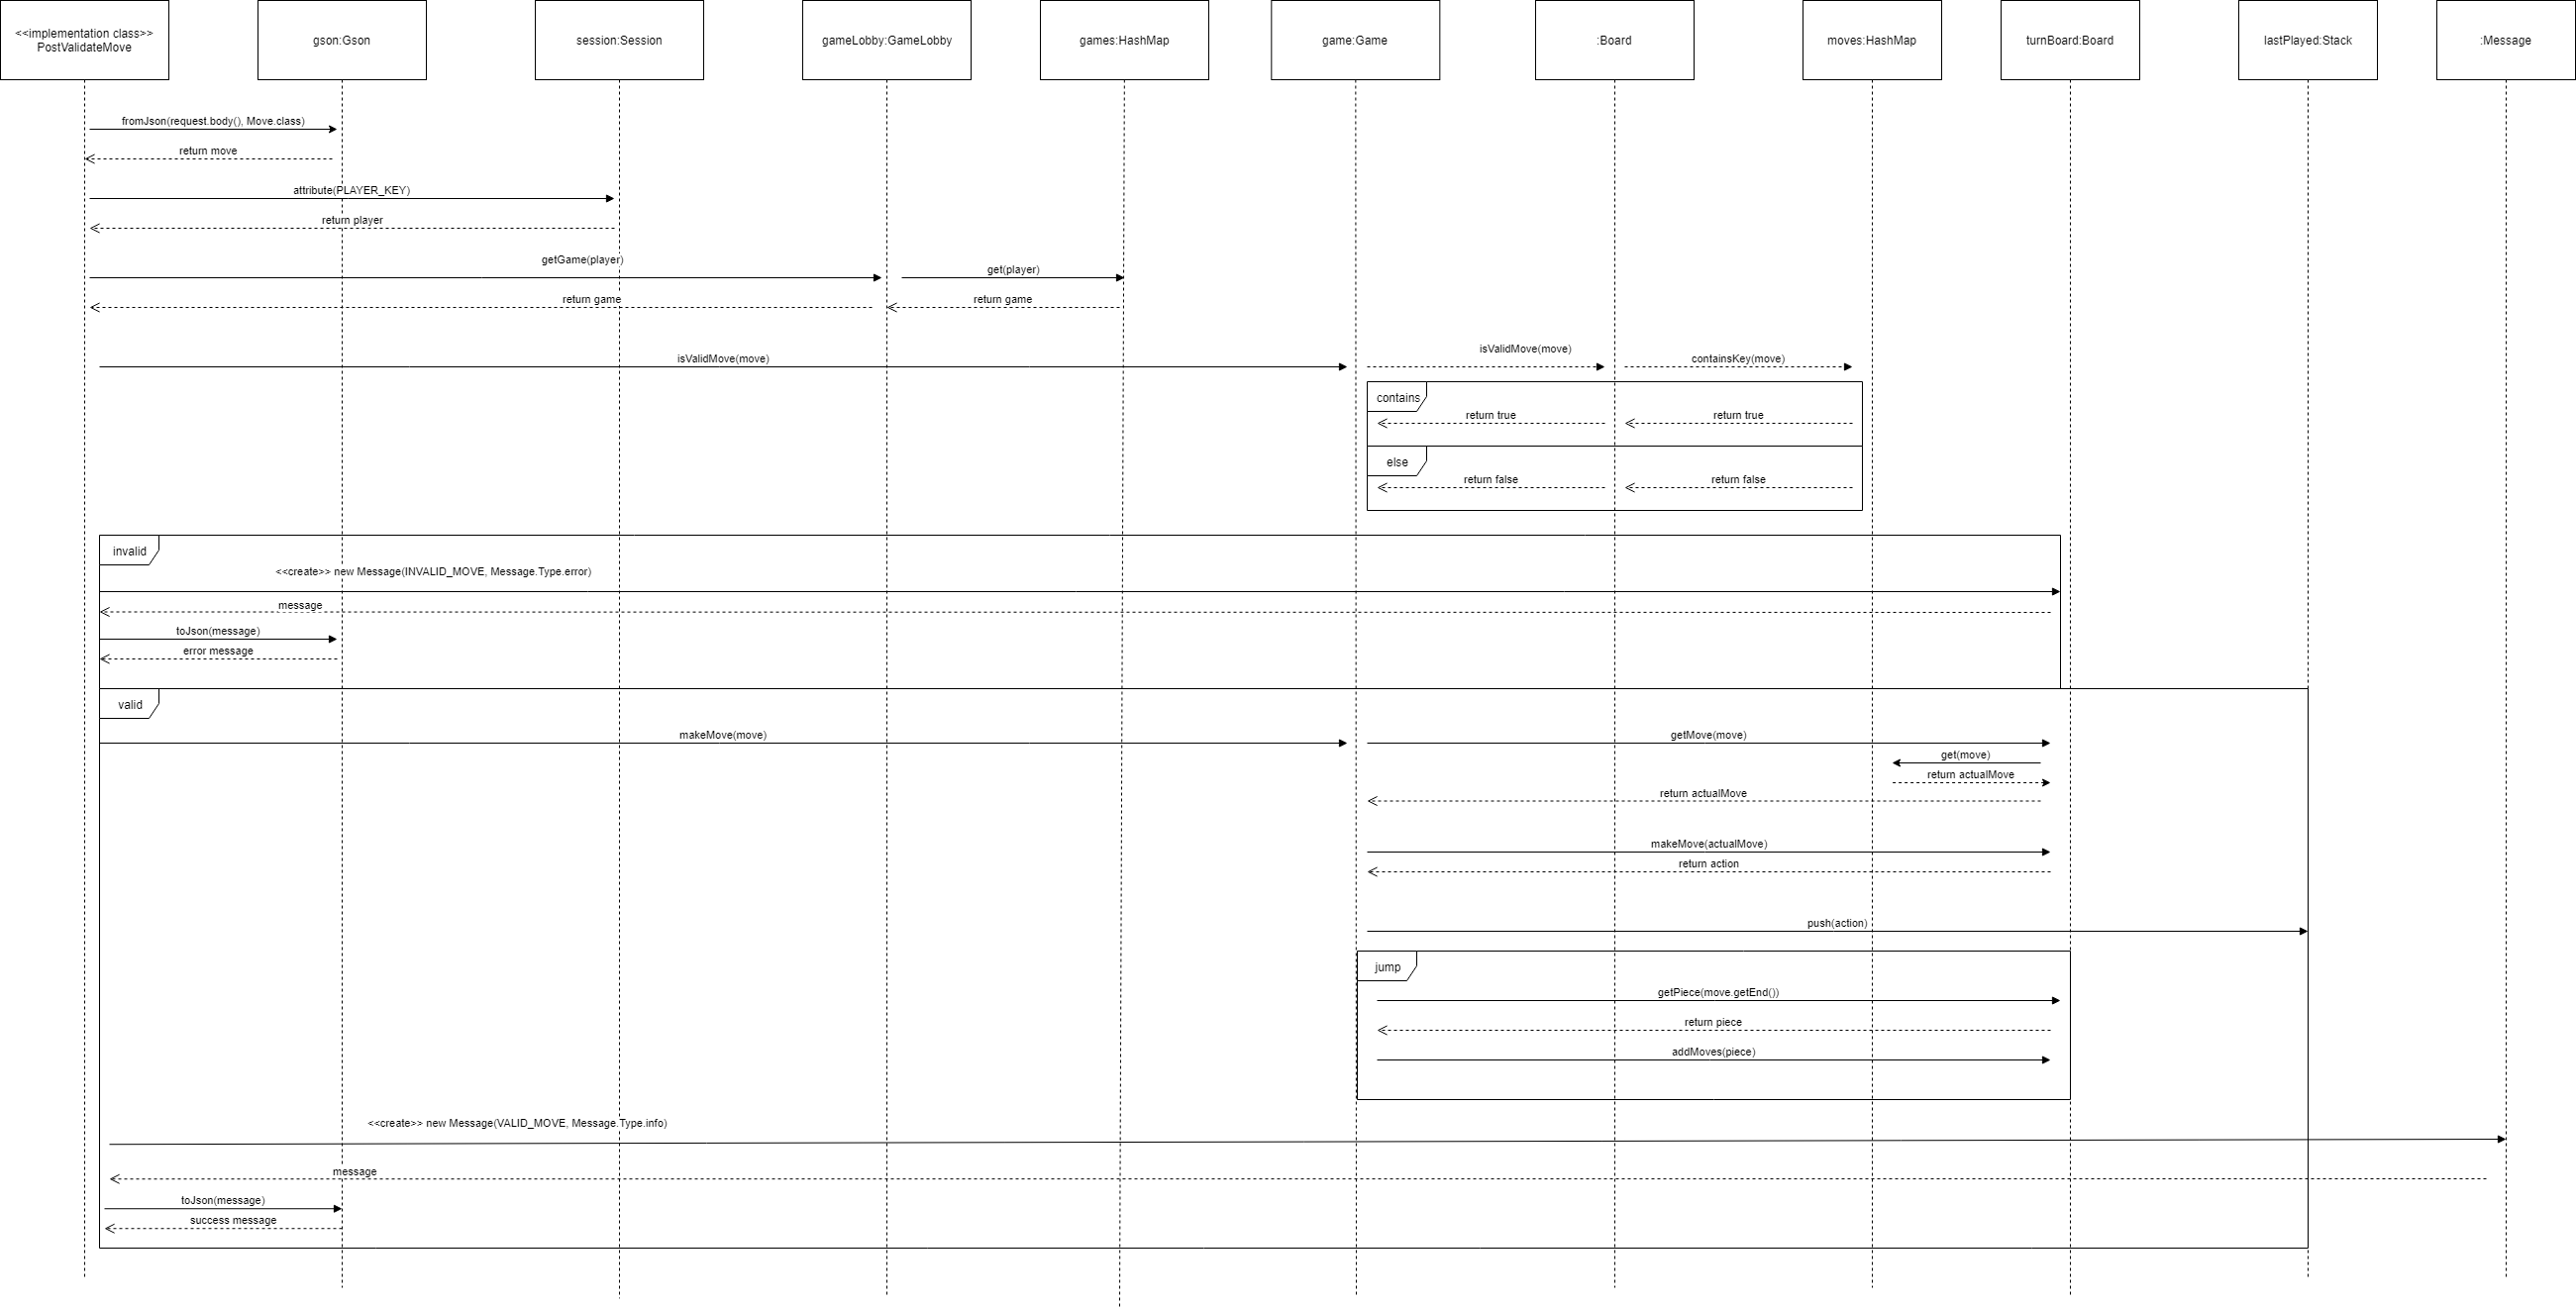 <<implementation class>>
PostValidateMove
gson:Gson
session:Session
gameLobby:GameLobby
games:HashMap
game:Game
:Board
moves:HashMap
turnBoard:Board
lastPlayed:Stack
:Message
fromJson(request.body(), Move.class)
return move
attribute(PLAYER_KEY)
return player
getGame(player)
get(player)
return game
return game
isValidMove(move)
isValidMove(move)
containsKey(move)
contains
return true
return true
else
return false
return false
invalid
<<create>> new Message(INVALID_MOVE, Message.Type.error)
message
toJson(message)
error message
valid
makeMove(move)
getMove(move)
get(move)
return actualMove
return actualMove
makeMove(actualMove)
return action
push(action)
jump
getPiece(move.getEnd())
return piece
addMoves(piece)
<<create>> new Message(VALID_MOVE, Message.Type.info)
message
toJson(message)
success message